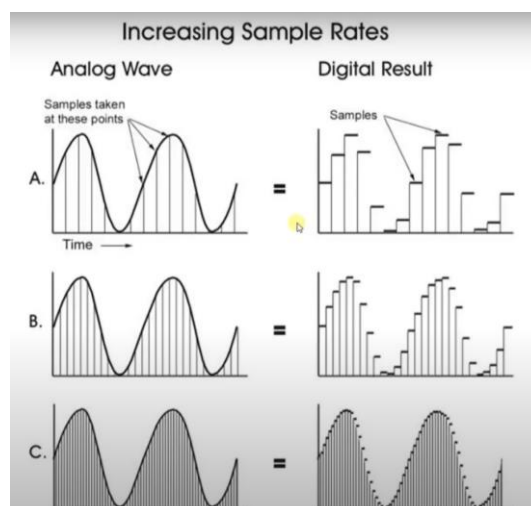 Increasing Sample Rates
Analog Wave
Digital Result
Samples taken
at these points
Samples
A.
=
Time
B.
=
C.
=